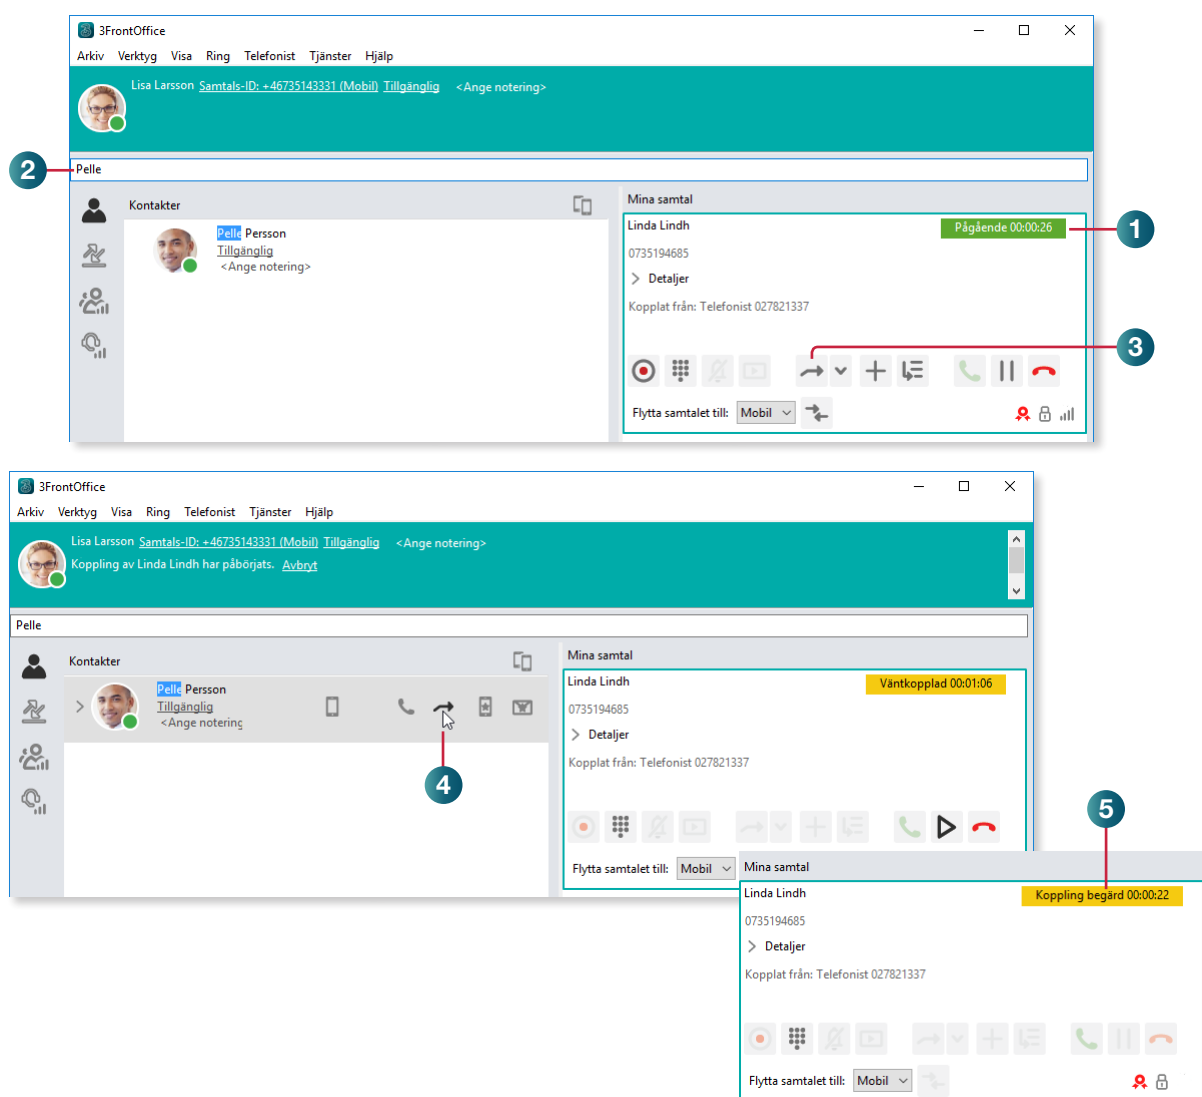 3FrontOffice
Arkiv Verktyg Visa Ring Telefonist Tjänster Hjälp
Lisa Larsson Samtals-ID: +46735143331 (Mobil) Tillgänglig <Ange notering>
2
Pelle
Kontakter
Pelle Persson
Tillgänglig
<Ange notering>
Mina samtal
Linda Lindh
Pågående 00:00:26
1
0735194685
Detaljer
Kopplat från: Telefonist 027821337
3
Flytta samtalet till: Mobil
3FrontOffice
Arkiv Verktyg Visa Ring Telefonist Tjänster Hjälp
Lisa Larsson Samtals-ID: +46735143331 (Mobil) Tillgänglig <Ange notering>
Koppling av Linda Lindh har påbörjats. Avbryt
Pelle
Kontakter
Pelle Persson
Tillgänglig
<Ange notering
4
Mina samtal
Linda Lindh
Väntkopplad 00:01:06
0735194685
Detaljer
Kopplat från: Telefonist 027821337
Flytta samtalet till: Mobil
5
Mina samtal
Linda Lindh
Koppling begärd 00:00:22
0735194685
Detaljer
Kopplat från: Telefonist 027821337
Flytta samtalet till: Mobil